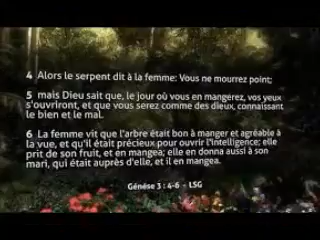 4 Alors le serpent dit à la femme: Vous ne mourrez point;
5 mais Dieu sait que, le jour où vous en mangerez, vos yeux
s'ouvriront, et que vous serez comme des dieux, connaissant
le bien et le mal.
6 La femme vit que l'arbre était bon à manger et agréable à
la vue, et qu'il était précieux pour ouvrir l'intelligence; elle
prit de son fruit, et en mangea; elle en donna aussi à son
mari, qui était auprès d'elle, et il en mangea.
Génèse 3 : 4-6 - LSG